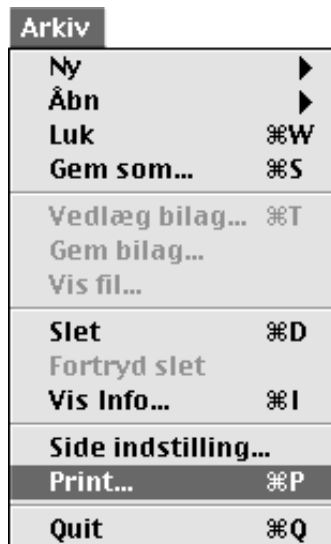 Arkiv
Ny
Åbn
Luk ⌘W
Gem som... ⌘S
Vedlæg bilag... ⌘T
Gem bilag...
Vis fil...
Slet ⌘D
Fortryd slet
Vis Info... ⌘I
Side indstilling...
Print... ⌘P
Quit ⌘Q